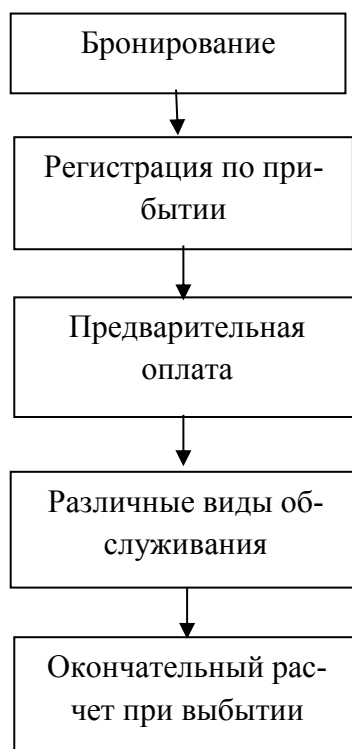 Бронирование
Регистрация по при-
бытии
Предварительная
оплата
Различные виды об-
служивания
Окончательный рас-
чет при выбытии